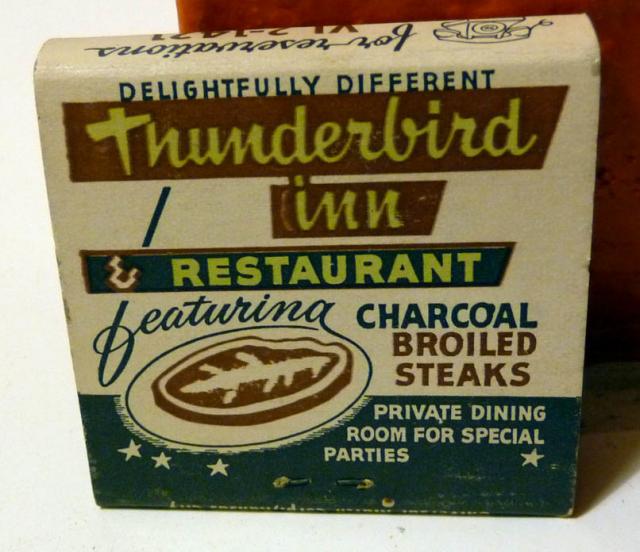 for reservations
DELIGHTFULLY DIFFERENT
Thunderbird
inn
& RESTAURANT
featuring
CHARCOAL
BROILED
STEAKS
PRIVATE DINING
ROOM FOR SPECIAL
PARTIES